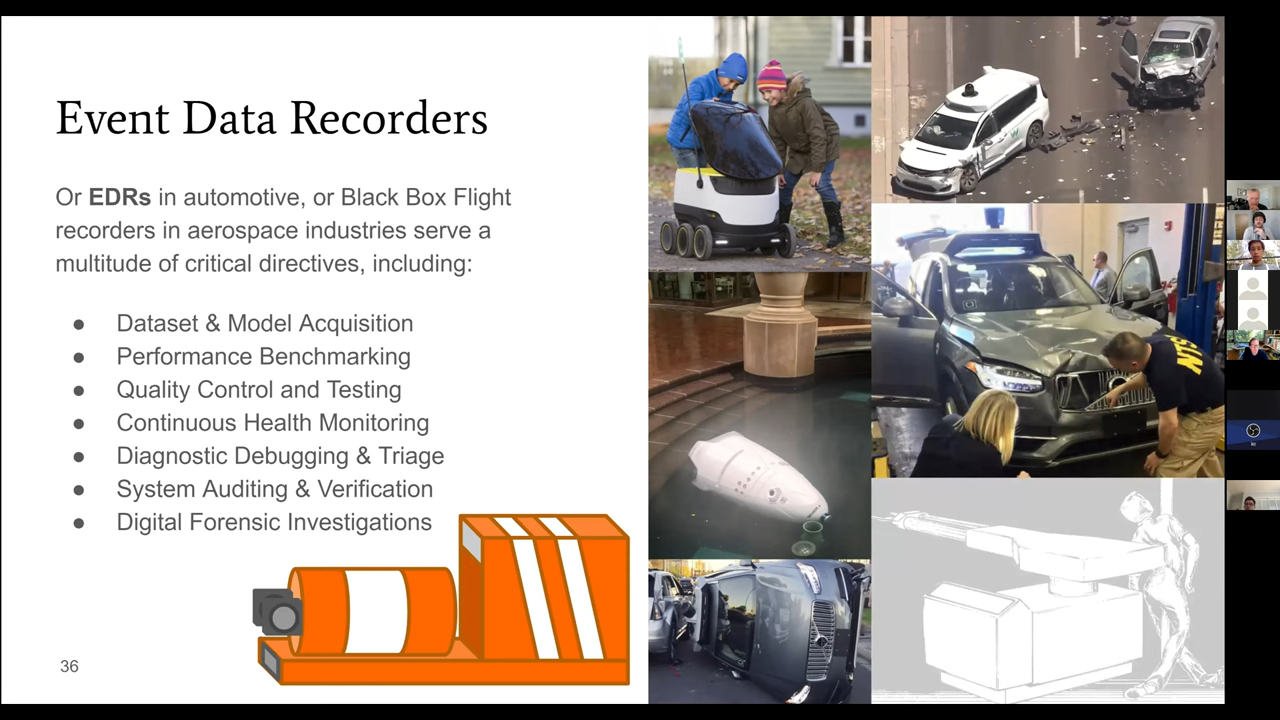 Event Data Recorders
Or EDRs in automotive, or Black Box Flight
recorders in aerospace industries serve a
multitude of critical directives, including:
● Dataset & Model Acquisition
● Performance Benchmarking
● Quality Control and Testing
● Continuous Health Monitoring
● Diagnostic Debugging & Triage
● System Auditing & Verification
● Digital Forensic Investigations
36
NTS